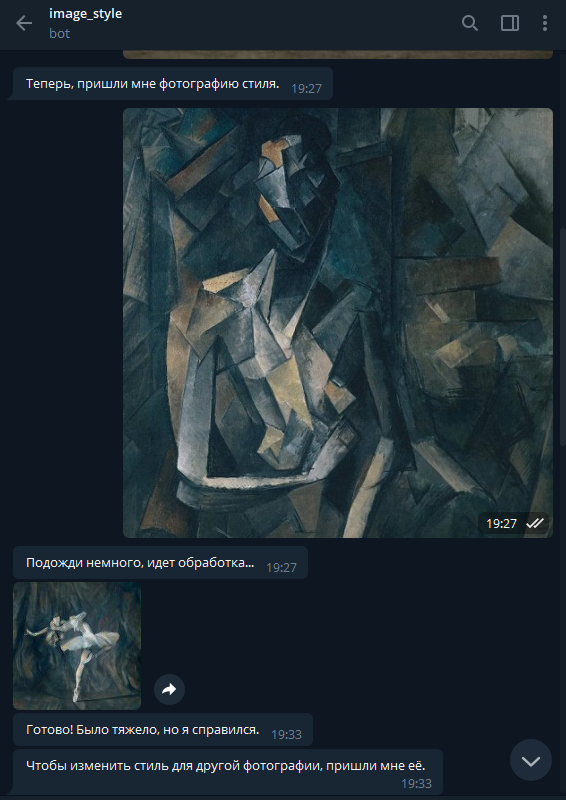 image_style
bot
Теперь, пришли мне фотографию стиля. 19:27
19:27
Подожди немного, идет обработка... 19:27
Готово! Было тяжело, но я справился. 19:33
Чтобы изменить стиль для другой фотографии, пришли мне её.
19:33